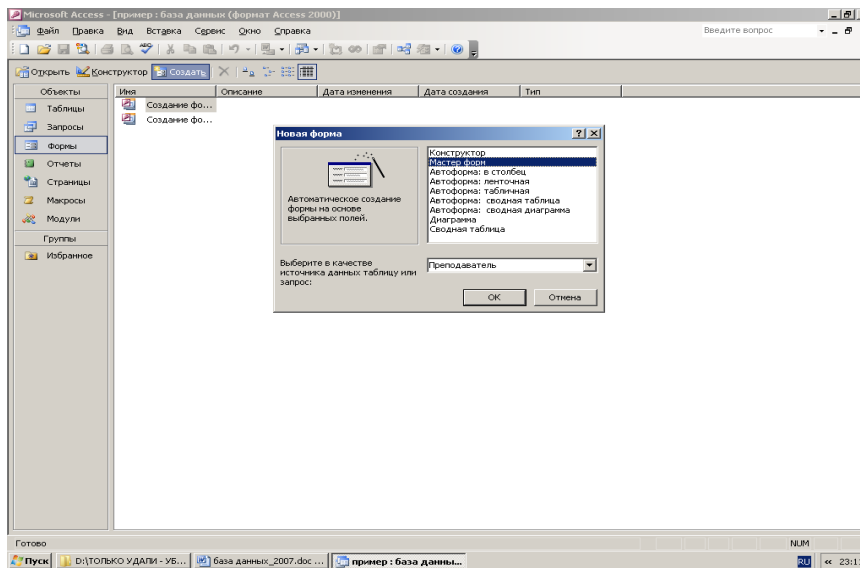 Microsoft Access - [пример : база данных (формат Access 2000)]
Файл Правка Вид Вставка Сервис Окно Справка
Введите вопрос
Открыть Конструктор Создать
Объекты
Имя Описание Дата изменения Дата создания Тип
Таблицы
Создание фо...
Запросы
Создание фо...
Формы
Отчеты
Страницы
Макросы
Модули
Группы
Избранное
Новая форма
Автоматическое создание
формы на основе
выбранных полей.
Конструктор
Мастер форм
Автоформа: в столбец
Автоформа: ленточная
Автоформа: табличная
Автоформа: сводная таблица
Автоформа: сводная диаграмма
Диаграмма
Сводная таблица
Выберите в качестве
источника данных таблицу или
запрос:
Преподаватель
ОК Отмена
Готово
NUM
Пуск D:\ТОЛЬКО УДАЛИ - УБ... база данных_2007.doc ... пример : база данны... RU « 23:1